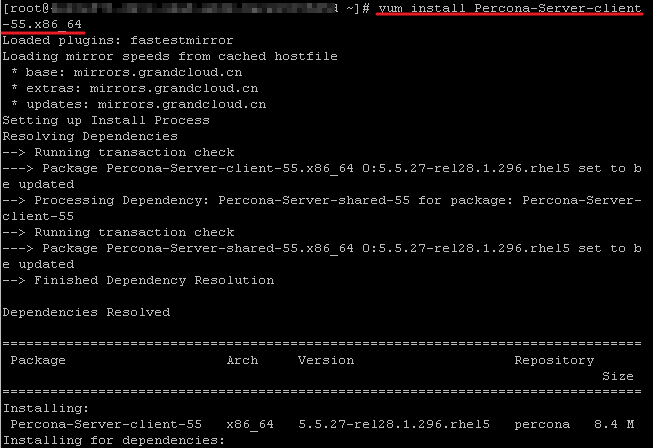 [root@ ~]# yum install Percona-Server-client
-55.x86_64
Loaded plugins: fastestmirror
Loading mirror speeds from cached hostfile
 * base: mirrors.grandcloud.cn
 * extras: mirrors.grandcloud.cn
 * updates: mirrors.grandcloud.cn
Setting up Install Process
Resolving Dependencies
--> Running transaction check
---> Package Percona-Server-client-55.x86_64 0:5.5.27-rel28.1.296.rhel5 set to b
e updated
--> Processing Dependency: Percona-Server-shared-55 for package: Percona-Server-
client-55
--> Running transaction check
---> Package Percona-Server-shared-55.x86_64 0:5.5.27-rel28.1.296.rhel5 set to b
e updated
--> Finished Dependency Resolution

Dependencies Resolved

================================================================================
 Package Arch Version Repository
Size
================================================================================
Installing:
 Percona-Server-client-55 x86_64 5.5.27-rel28.1.296.rhel5 percona 8.4 M
Installing for dependencies: